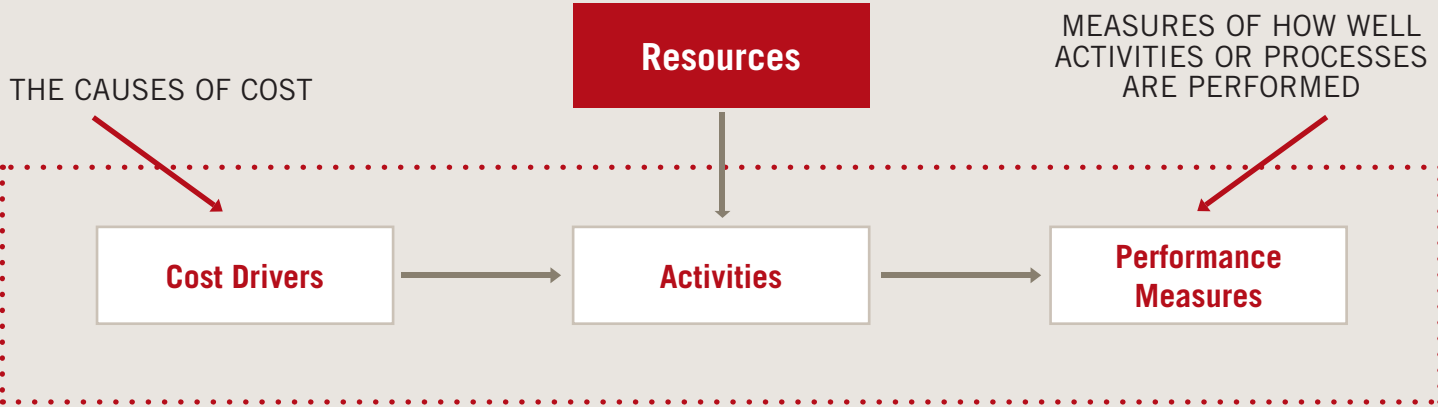 THE CAUSES OF COST
Resources
MEASURES OF HOW WELL
ACTIVITIES OR PROCESSES
ARE PERFORMED
Cost Drivers
Activities
Performance
Measures